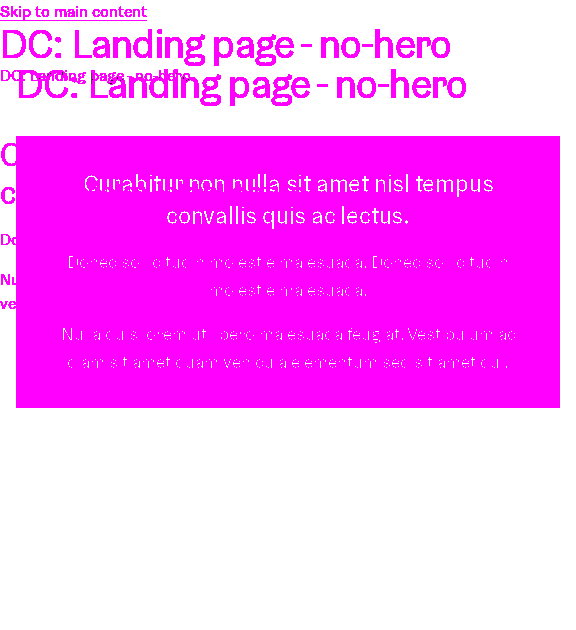 Skip to main content
DC: Landing page - no-hero
DC: Landing page - no-hero
DC: Landing page - no-hero
C
Curabitur non nulla sit amet nisl tempus
convallis quis ac lectus.
C
Do
Donec sollicitudin molestie malesuada. Donec sollicitudin
Nu
molestie malesuada.
ve
Nulla quis lorem ut libero malesuada feugiat. Vestibulum ac
diam sit amet quam vehicula elementum sed sit amet dui.